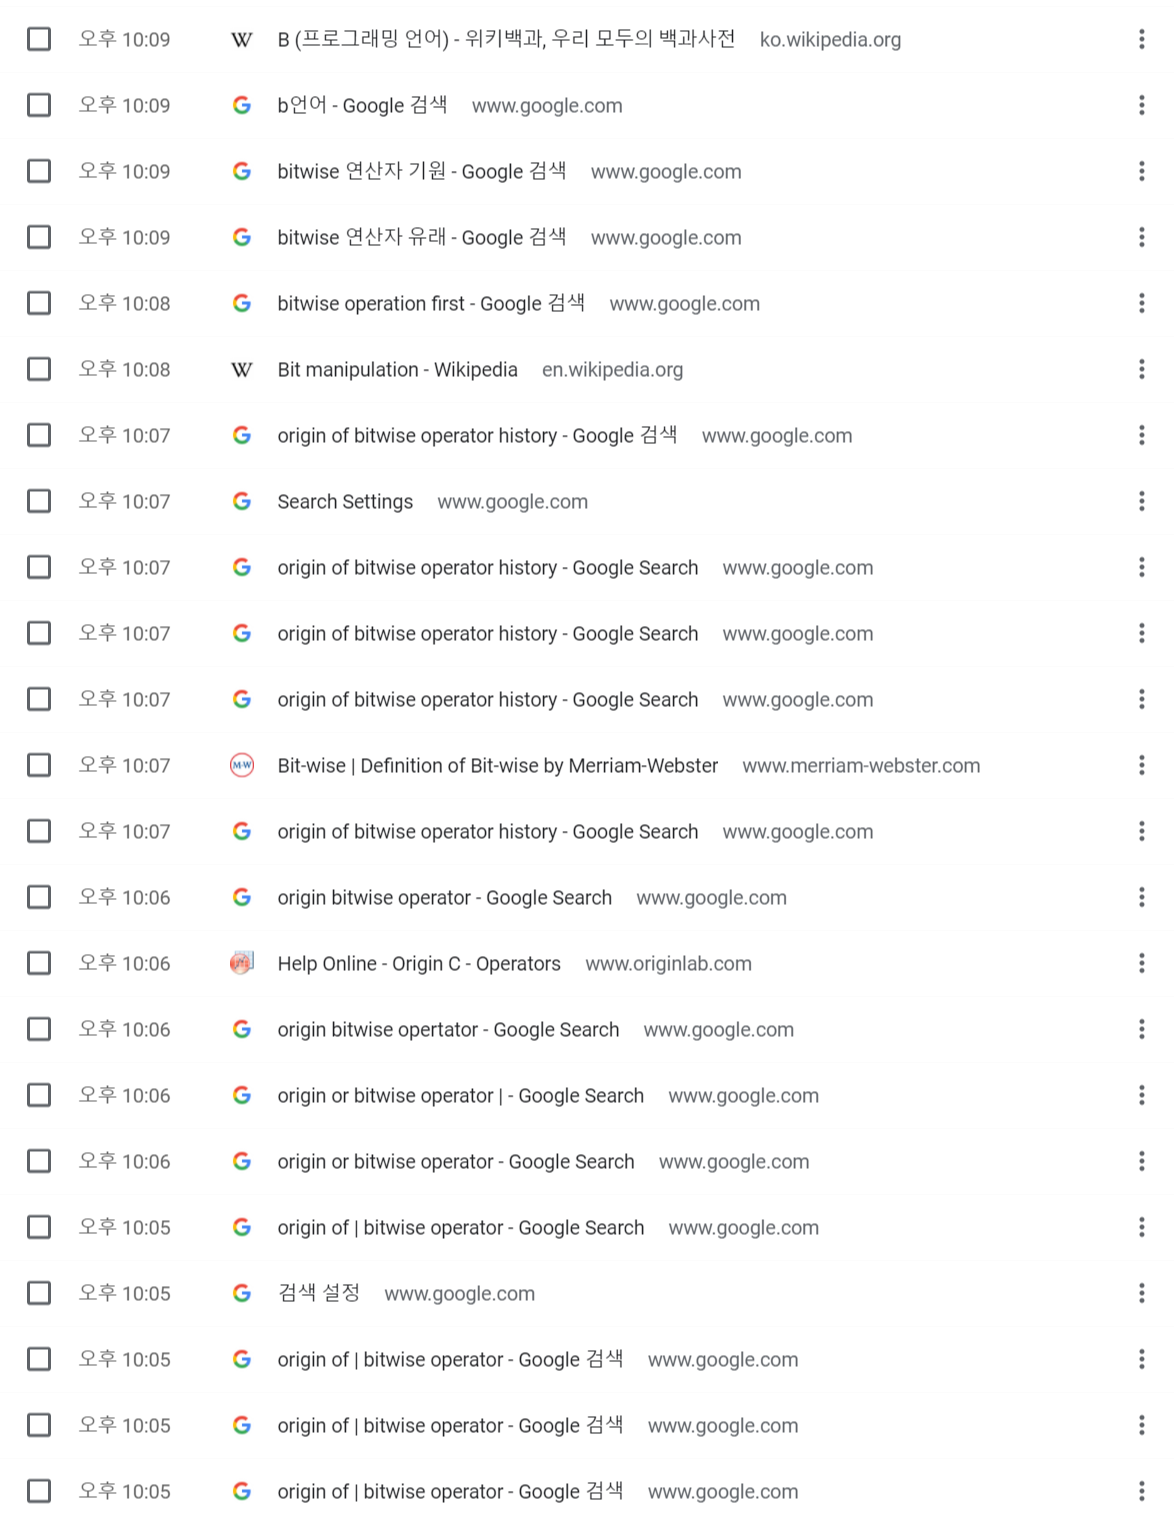 오후 10:09 W B (프로그래밍 언어) - 위키백과, 우리 모두의 백과사전 ko.wikipedia.org
오후 10:09 G b언어 - Google 검색 www.google.com
오후 10:09 G bitwise 연산자 기원 - Google 검색 www.google.com
오후 10:09 G bitwise 연산자 유래 - Google 검색 www.google.com
오후 10:08 G bitwise operation first - Google 검색 www.google.com
오후 10:08 W Bit manipulation - Wikipedia en.wikipedia.org
오후 10:07 G origin of bitwise operator history - Google 검색 www.google.com
오후 10:07 G Search Settings www.google.com
오후 10:07 G origin of bitwise operator history - Google Search www.google.com
오후 10:07 G origin of bitwise operator history - Google Search www.google.com
오후 10:07 G origin of bitwise operator history - Google Search www.google.com
오후 10:07 M-W Bit-wise | Definition of Bit-wise by Merriam-Webster www.merriam-webster.com
오후 10:07 G origin of bitwise operator history - Google Search www.google.com
오후 10:06 G origin bitwise operator - Google Search www.google.com
오후 10:06 Help Online - Origin C - Operators www.originlab.com
오후 10:06 G origin bitwise opertator - Google Search www.google.com
오후 10:06 G origin or bitwise operator | - Google Search www.google.com
오후 10:06 G origin or bitwise operator - Google Search www.google.com
오후 10:05 G origin of | bitwise operator - Google Search www.google.com
오후 10:05 G 검색 설정 www.google.com
오후 10:05 G origin of | bitwise operator - Google 검색 www.google.com
오후 10:05 G origin of | bitwise operator - Google 검색 www.google.com
오후 10:05 G origin of | bitwise operator - Google 검색 www.google.com